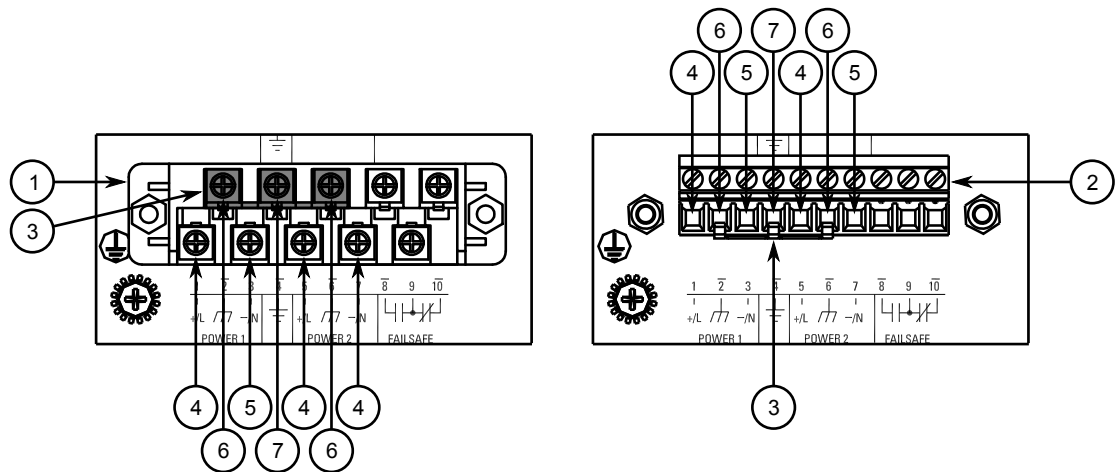 6 7 6
4 5 4 5
1
3
2
1 2 3 4 5 6 7 8 9 10
+/L –/N +/L –/N
POWER 1 POWER 2 FAILSAFE
1 2 3 4 5 6 7 8 9 10
+/L –/N +/L –/N
POWER 1 POWER 2 FAILSAFE
4 5 4 4
3
6 7 6